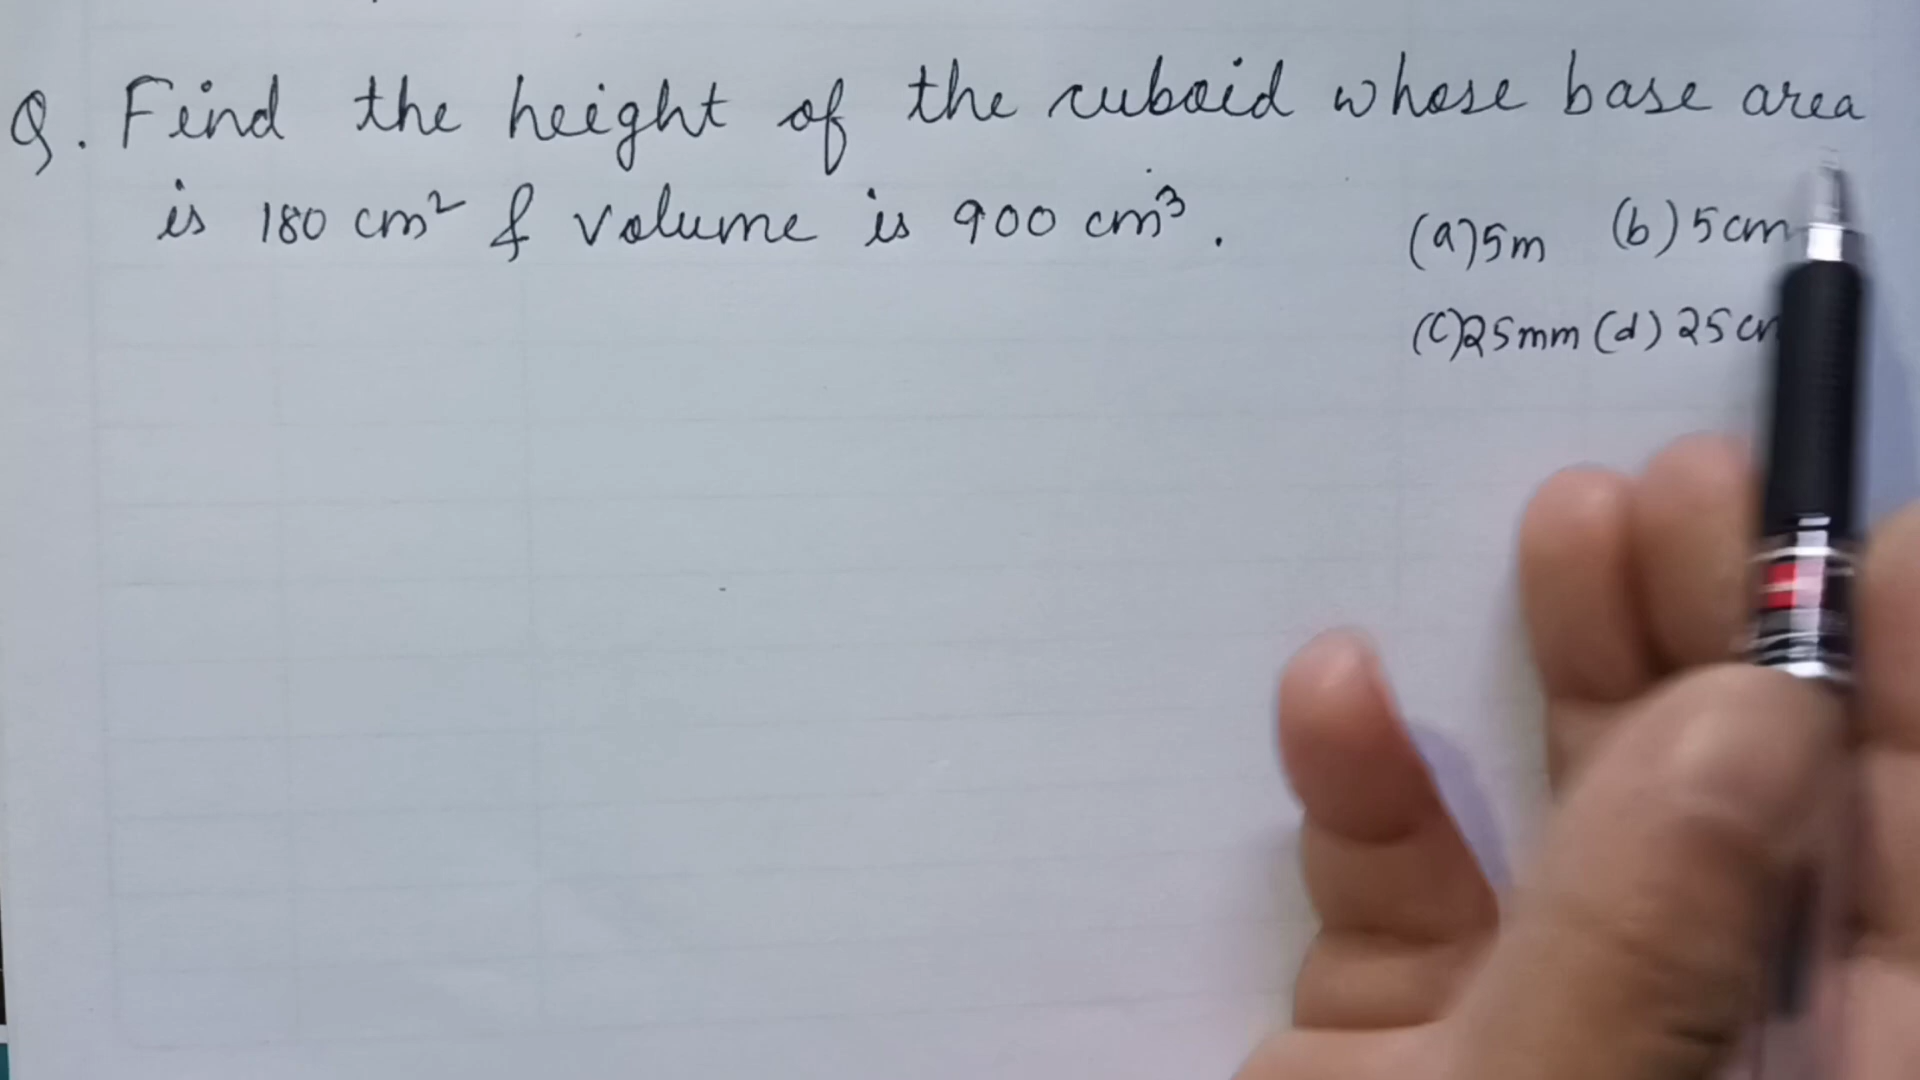 Q. Find the height of the cuboid whose base area
is 180 cm² & volume is 900 cm³.
(a) 5m (b) 5cm
(c) 25mm (d) 25